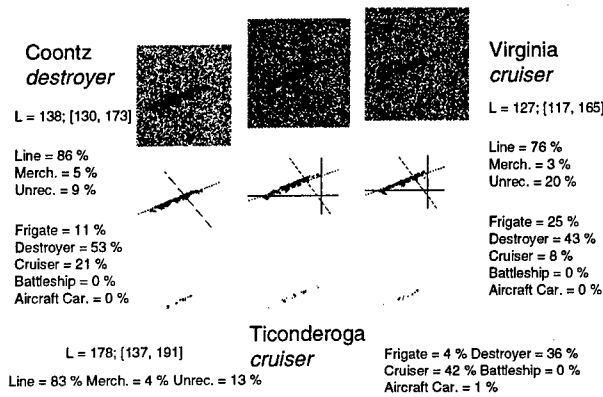 Coontz
destroyer
L = 138; [130, 173]
Line = 86 %
Merch. = 5 %
Unrec. = 9 %
Frigate = 11 %
Destroyer = 53 %
Cruiser = 21 %
Battleship = 0 %
Aircraft Car. = 0 %
Virginia
cruiser
L = 127; [117, 165]
Line = 76 %
Merch. = 3 %
Unrec. = 20 %
Frigate = 25 %
Destroyer = 43 %
Cruiser = 8 %
Battleship = 0 %
Aircraft Car. = 0 %
Ticonderoga
cruiser
L = 178; [137, 191]
Line = 83 % Merch. = 4 % Unrec. = 13 %
Frigate = 4 % Destroyer = 36 %
Cruiser = 42 % Battleship = 0 %
Aircraft Car. = 1 %